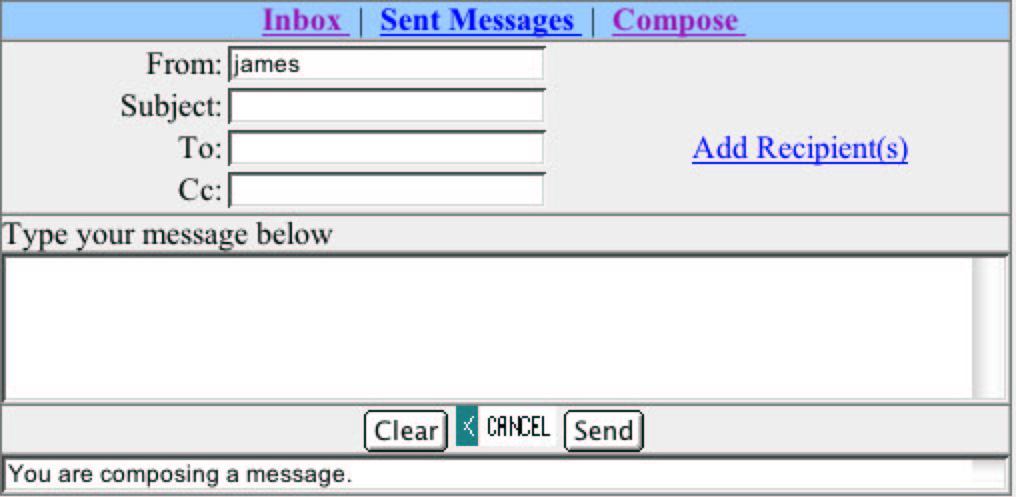 Inbox | Sent Messages | Compose
From: james
Subject:
To:
Add Recipient(s)
Cc:
Type your message below
Clear < CANCEL Send
You are composing a message.